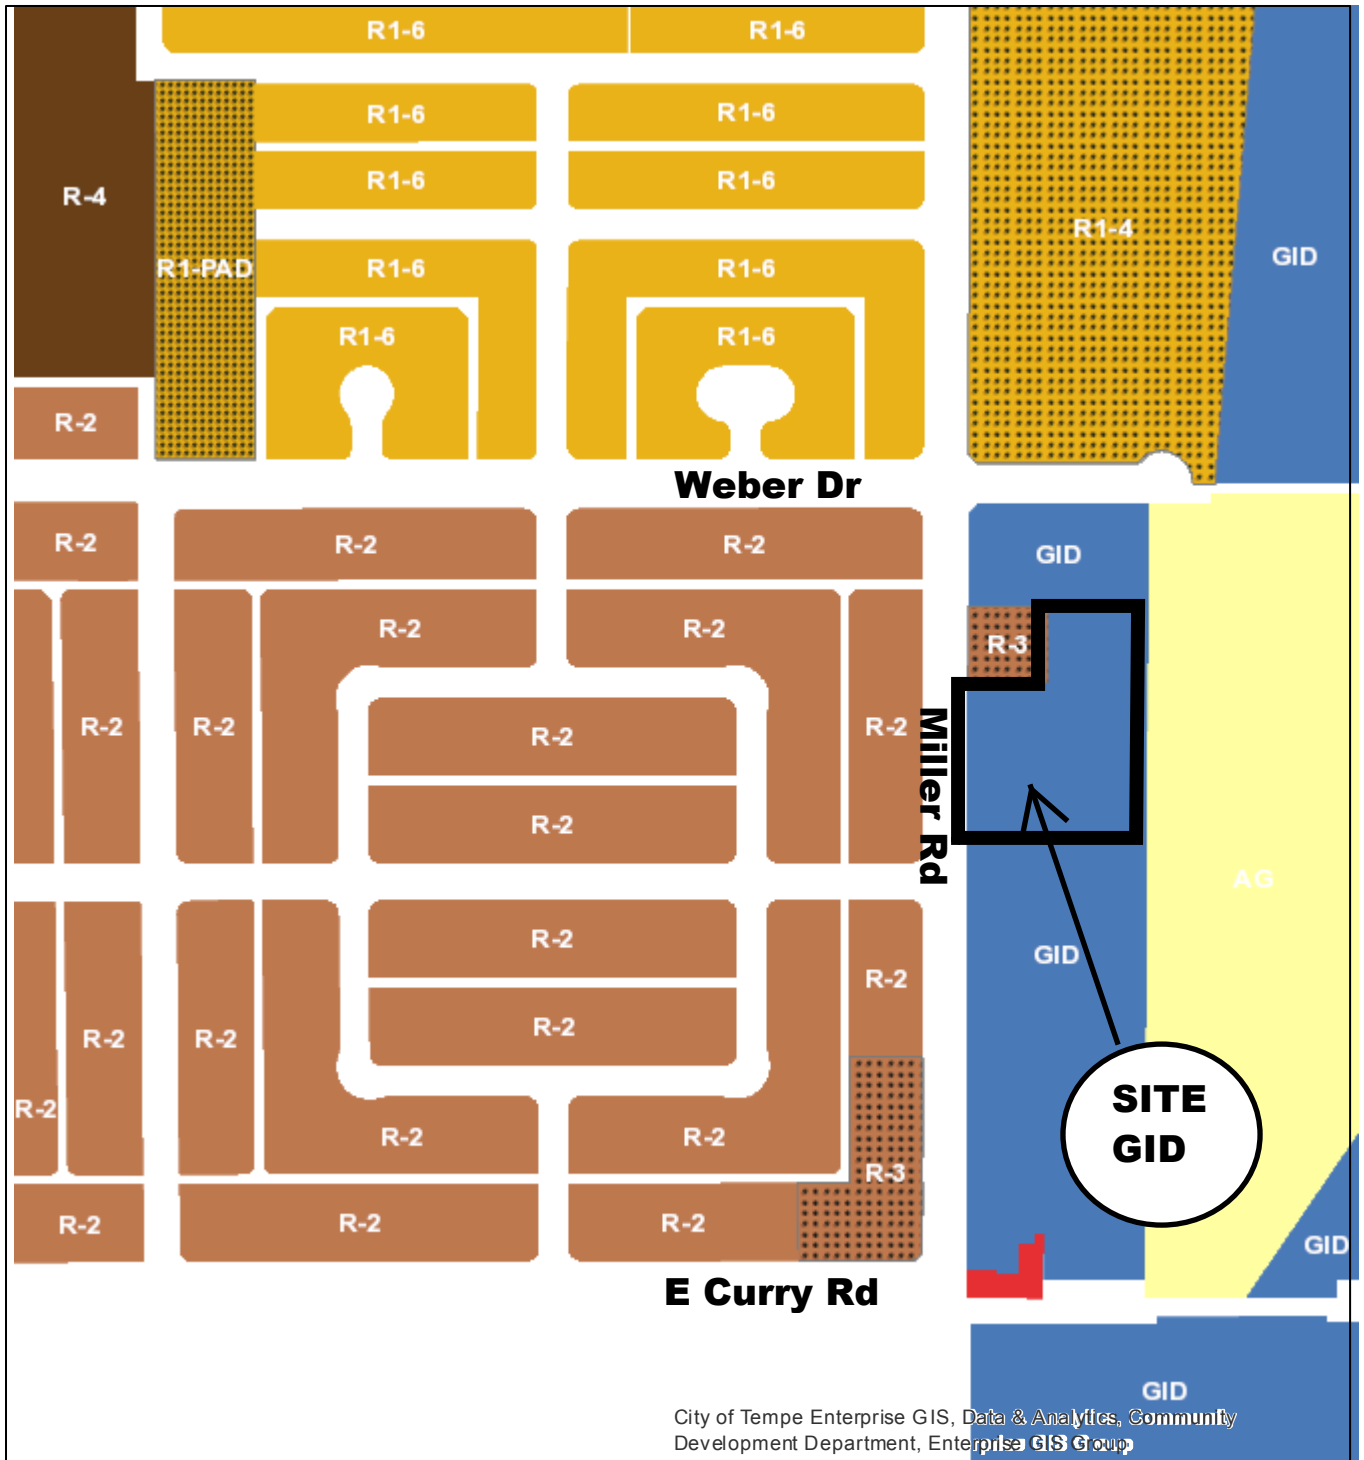 R1-6 R1-6
R1-6 R1-6
R-4 R1-6 R1-6
R1-4
GID
R1-PAD R1-6 R1-6
R1-6 R1-6
R-2
Weber Dr
R-2 R-2 R-2
GID
R-2 R-2
R-3
R-2 R-2 R-2 R-2
Miller Rd
R-2
AG
R-2
GID
R-2
R-2 R-2 R-2
R-2
SITE
GID
R-2 R-2
R-3
R-2 R-2 R-2
GID
E Curry Rd
GID
City of Tempe Enterprise GIS, Data & Analytics, Community
Development Department, Enterprise GIS Group